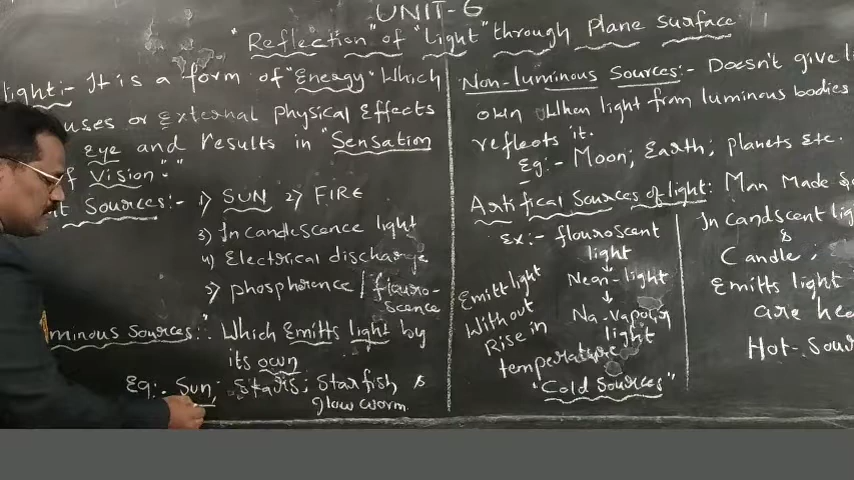 UNIT-6
"Reflection" of "Light" through Plane Surface
light:- It is a form of "Energy" Which
uses or External physical Effects
Eye and results in "Sensation
f Vision".
t Sources:- 1) SUN 2) FIRE
3) Incandescence light
4) Electrical discharge
5) phosphorence / flouro-
scence
minous Sources:- Which Emitts light by
its own
Eg:- Sun, Stars; Starfish &
glow worm.
Non-luminous Sources:- Doesn't give li
own When light from luminous bodies
reflects it.
Eg:- Moon; Earth; planets Etc.
Artifical Sources of light: Man Made
Ex:- flouroscent
light
↓
Neon-light
↓
Na-Vapour
light
Emitt light
Without
Rise in
temperature
"Cold Sources"
Incandscent lig
&
Candle,
Emitts light
are hea
Hot-Sour